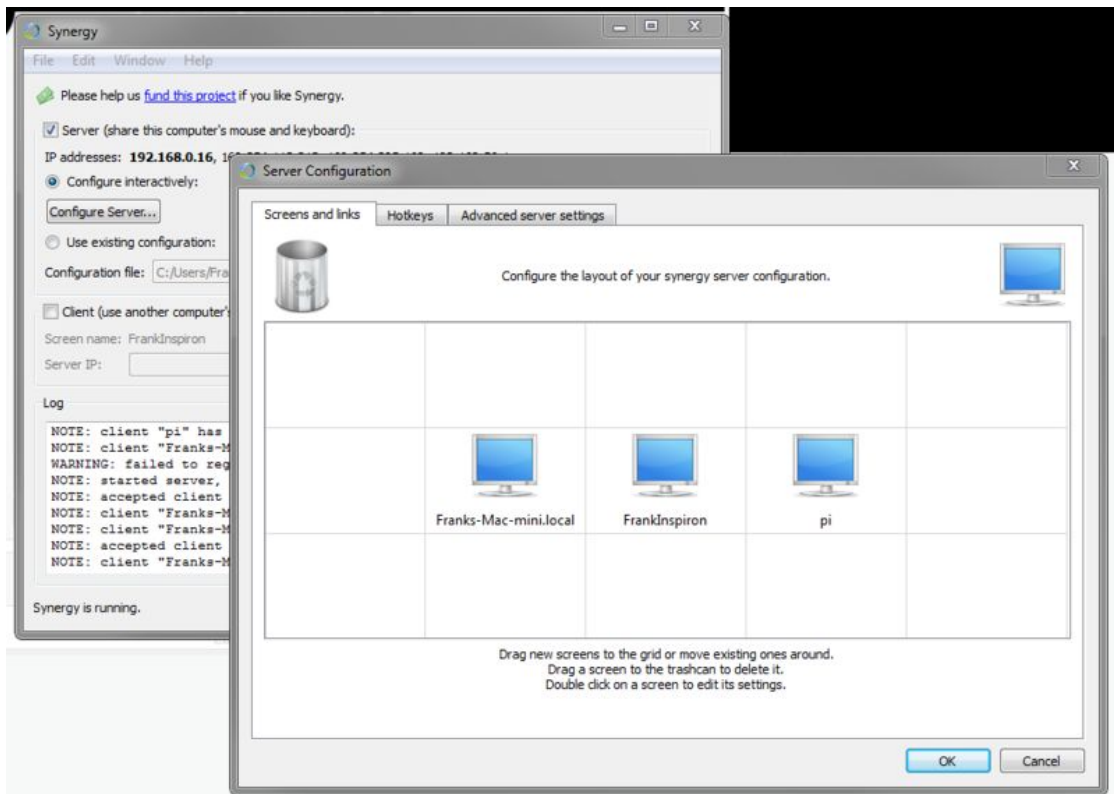 Synergy
File Edit Window Help
Please help us fund this project if you like Synergy.
Server (share this computer's mouse and keyboard):
IP addresses: 192.168.0.16,
Configure interactively:
Configure Server...
Use existing configuration:
Configuration file: C:/Users/Fra
Client (use another computer's
Screen name: FrankInspiron
Server IP:
Log
NOTE: client "pi" has
NOTE: client "Franks-M
WARNING: failed to reg
NOTE: started server,
NOTE: accepted client
NOTE: client "Franks-M
NOTE: client "Franks-M
NOTE: accepted client
NOTE: client "Franks-M
Synergy is running.
Server Configuration
Screens and links Hotkeys Advanced server settings
Configure the layout of your synergy server configuration.
Franks-Mac-mini.local FrankInspiron pi
Drag new screens to the grid or move existing ones around.
Drag a screen to the trashcan to delete it.
Double click on a screen to edit its settings.
OK Cancel